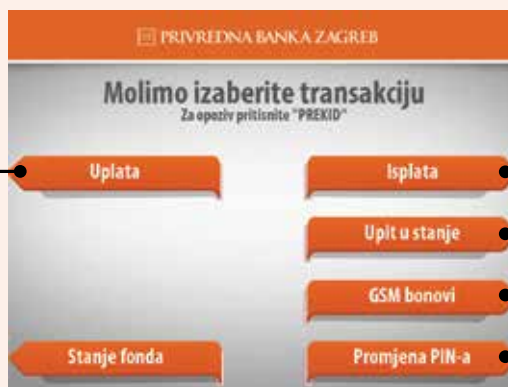 PRIVREDNA BANKA ZAGREB
Molimo izaberite transakciju
Za opoziv pritisnite "PREKID"
Uplata
Isplata
Upit u stanje
GSM bonovi
Stanje fonda
Promjena PIN-a